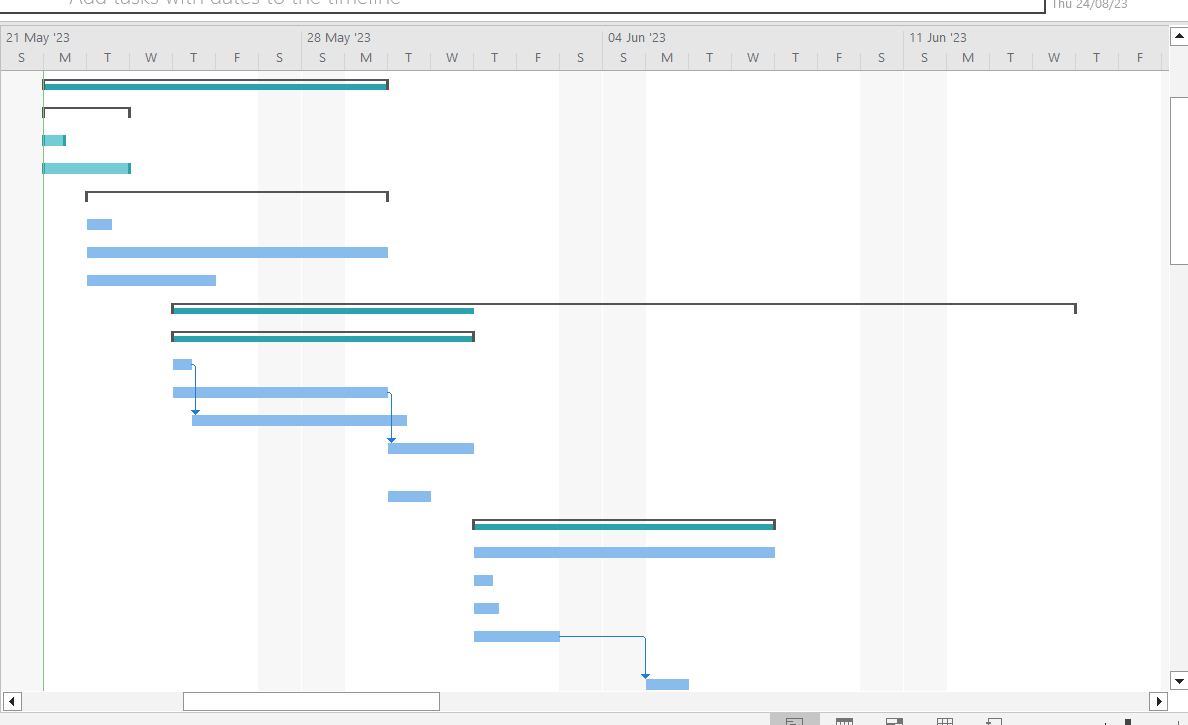 Add tasks with dates to the timeline
Thu 24/08/23
21 May '23 28 May '23 04 Jun '23 11 Jun '23
S M T W T F S S M T W T F S S M T W T F S S M T W T F